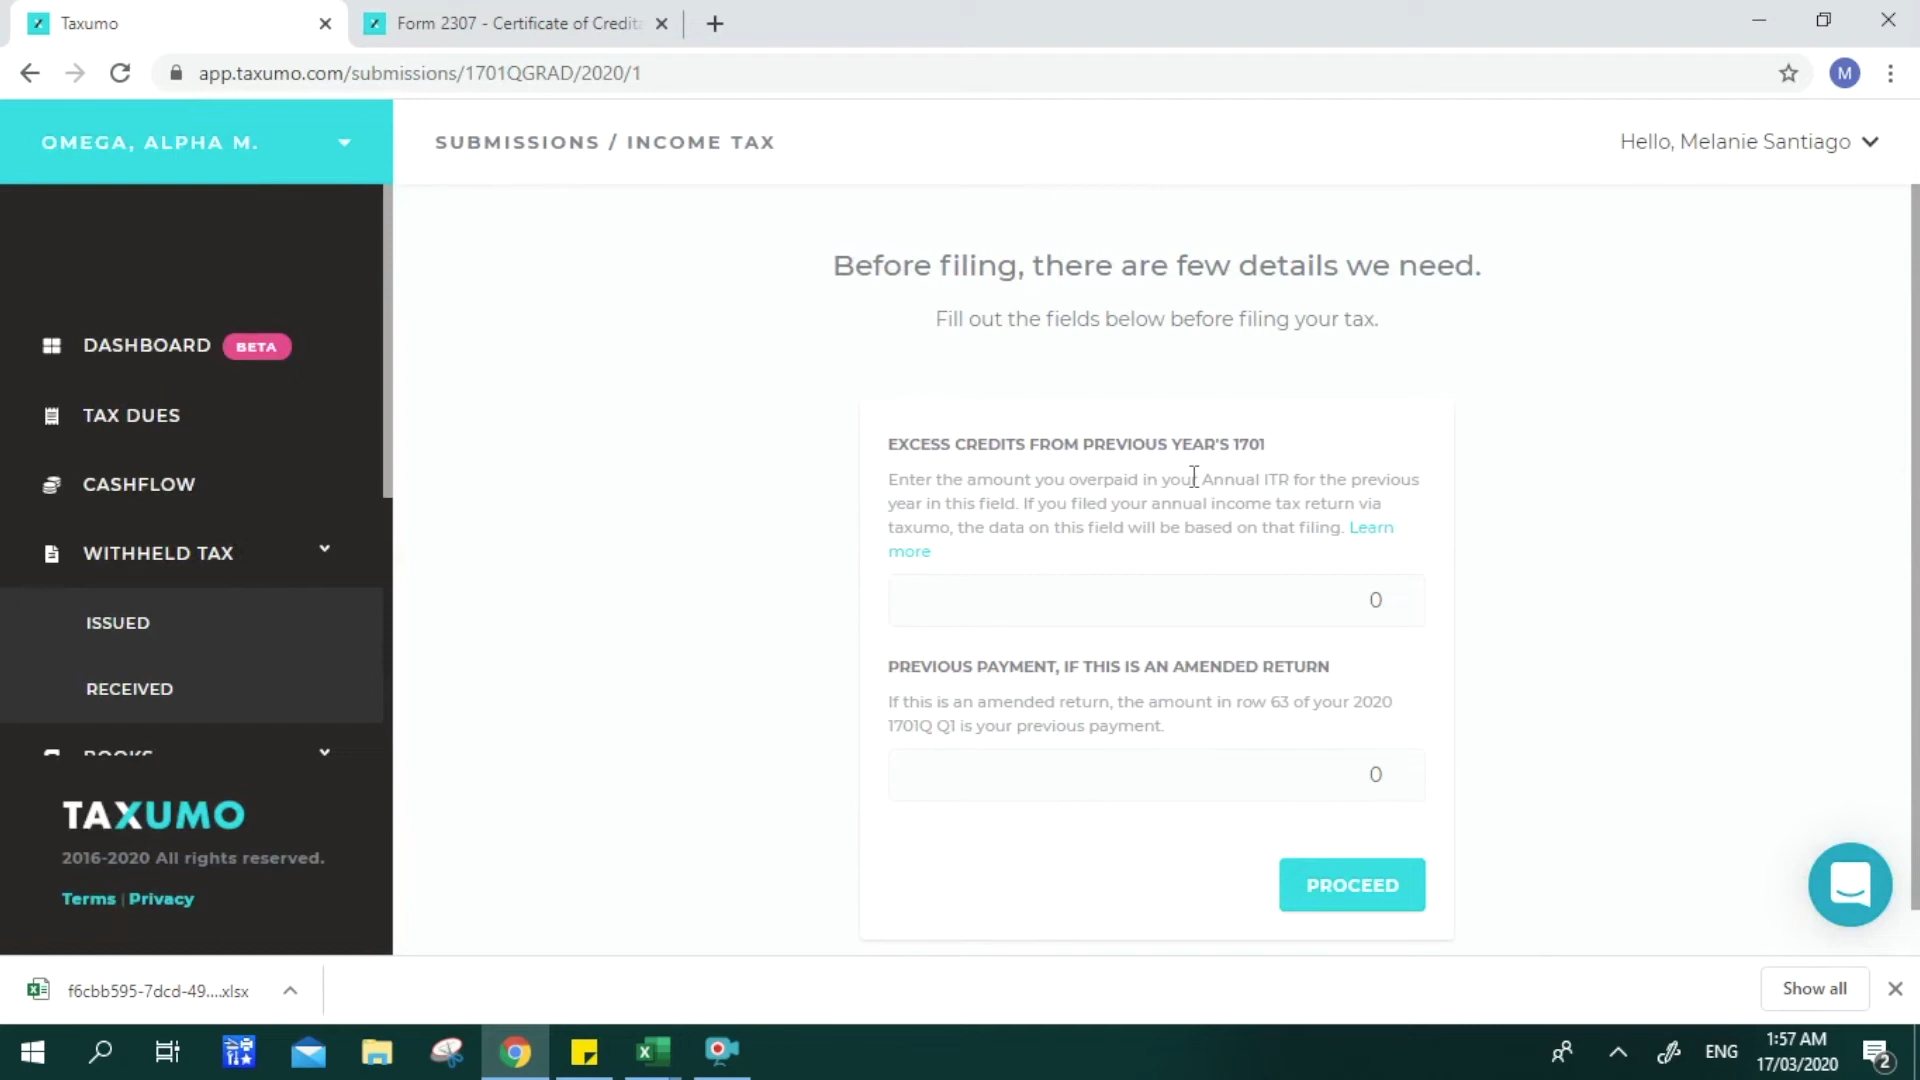 Taxumo
Form 2307 - Certificate of Credit
app.taxumo.com/submissions/1701QGRAD/2020/1
M
OMEGA, ALPHA M.
SUBMISSIONS / INCOME TAX
Hello, Melanie Santiago
Before filing, there are few details we need.
Fill out the fields below before filing your tax.
DASHBOARD BETA
TAX DUES
CASHFLOW
WITHHELD TAX
ISSUED
RECEIVED
BOOKS
EXCESS CREDITS FROM PREVIOUS YEAR'S 1701
Enter the amount you overpaid in your Annual ITR for the previous
year in this field. If you filed your annual income tax return via
taxumo, the data on this field will be based on that filing. Learn
more
0
PREVIOUS PAYMENT, IF THIS IS AN AMENDED RETURN
If this is an amended return, the amount in row 63 of your 2020
1701Q Q1 is your previous payment.
0
PROCEED
TAXUMO
2016-2020 All rights reserved.
Terms | Privacy
f6cbb595-7dcd-49....xlsx
Show all
ENG
1:57 AM
17/03/2020
2